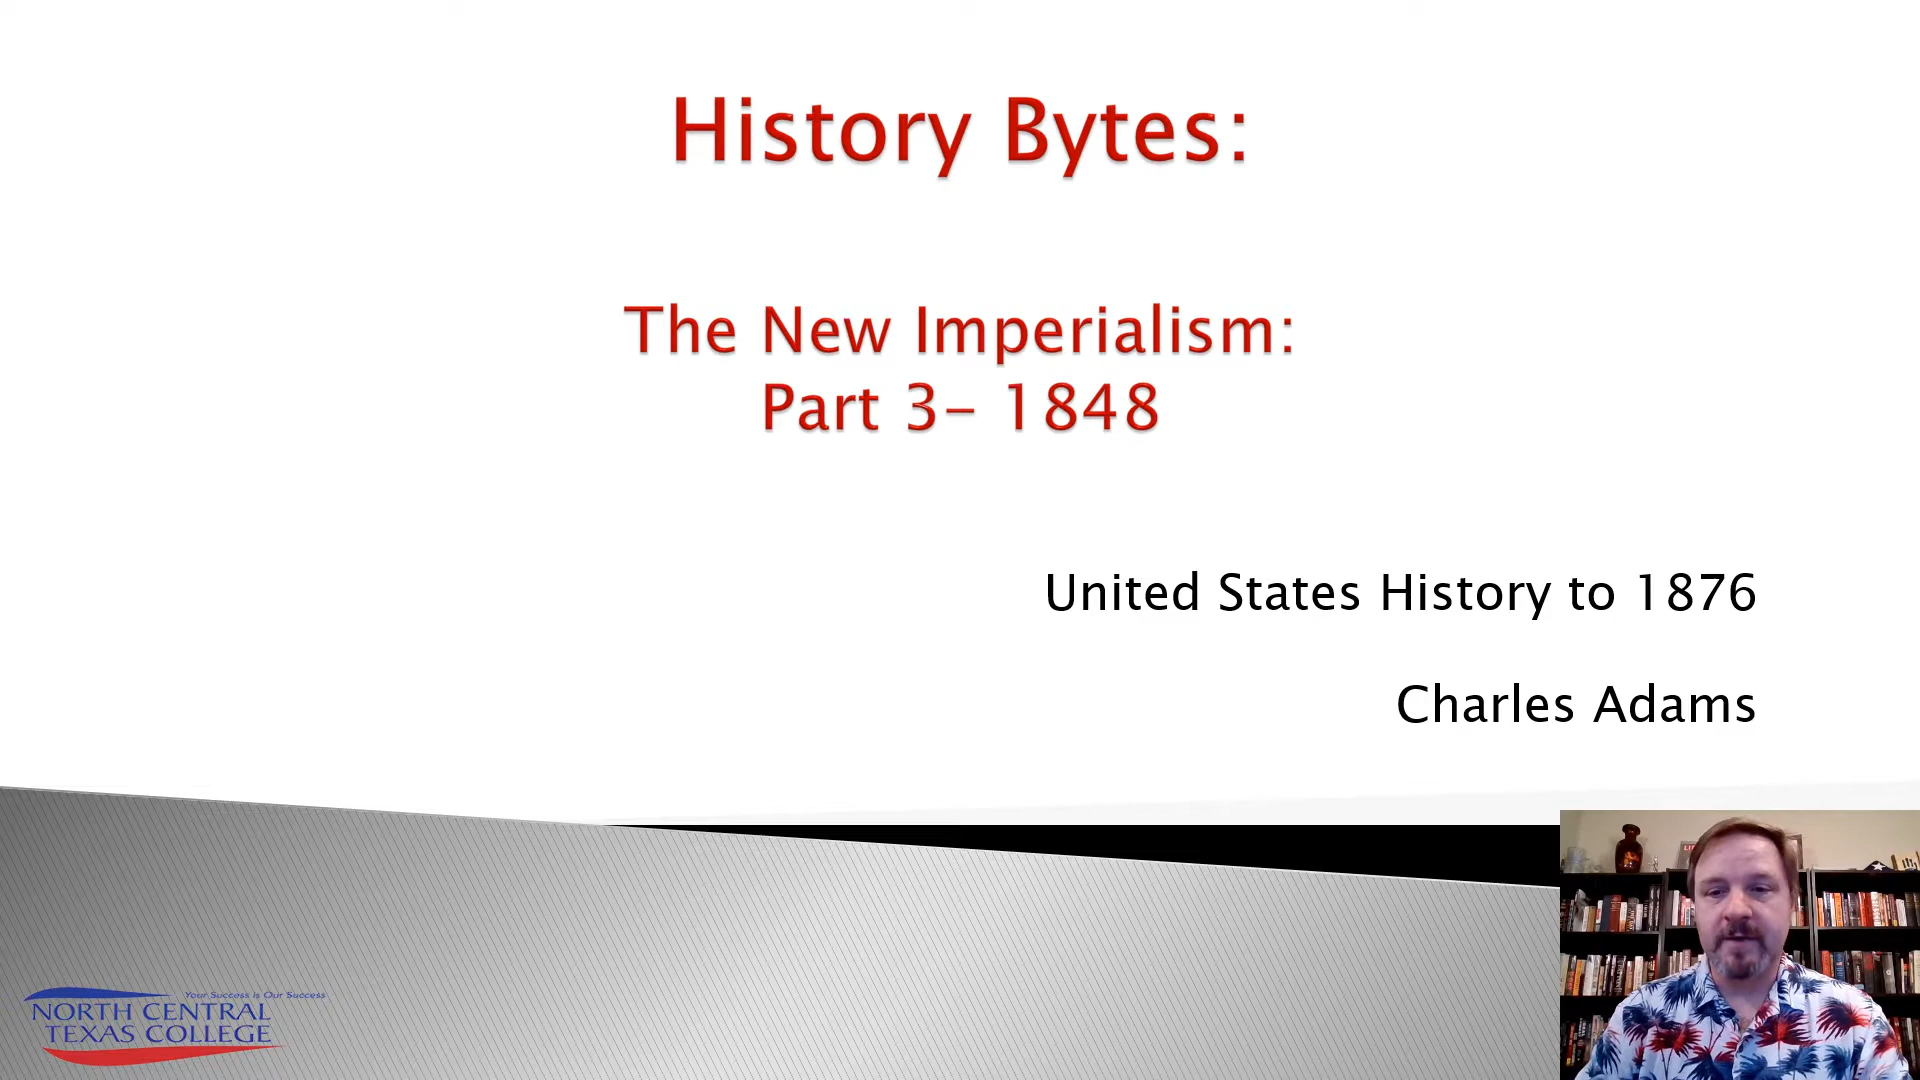 History Bytes:
The New Imperialism:
Part 3– 1848
United States History to 1876
Charles Adams
Your Success is Our Success
NORTH CENTRAL
TEXAS COLLEGE